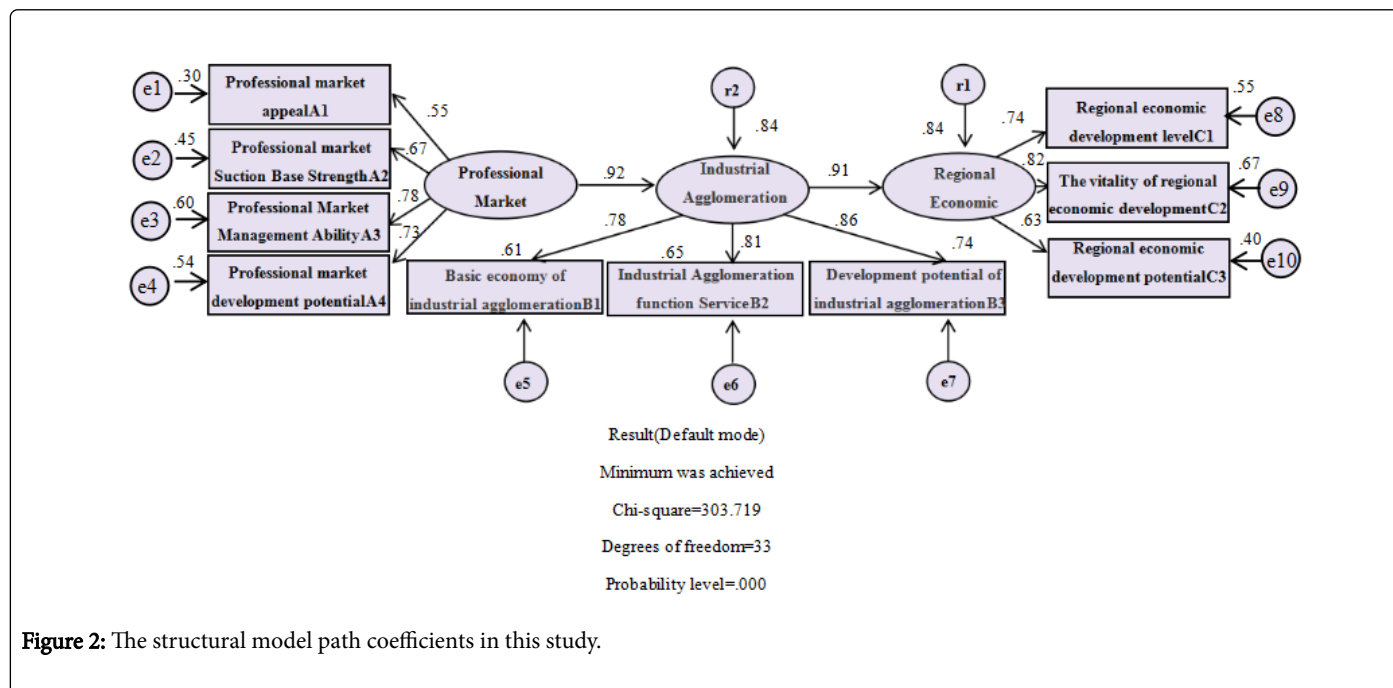 e1
.30
Professional market
appealA1
.55
e2
.45
Professional market
Suction Base StrengthA2
.67
e3
.60
Professional Market
Management AbilityA3
.78
e4
.54
Professional market
development potentialA4
.73
Professional
Market
.92
r2
.84
Industrial
Agglomeration
.91
r1
.84
Regional
Economic
.74
.82
.63
Regional economic
development levelC1
.55
e8
The vitality of regional
economic developmentC2
.67
e9
Regional economic
development potentialC3
.40
e10
.78
.81
.86
.61
Basic economy of
industrial agglomerationB1
.65
Industrial Agglomeration
function ServiceB2
.74
Development potential of
industrial agglomerationB3
e5
e6
e7
Result(Default mode)
Minimum was achieved
Chi-square=303.719
Degrees of freedom=33
Probability level=.000
Figure 2: The structural model path coefficients in this study.